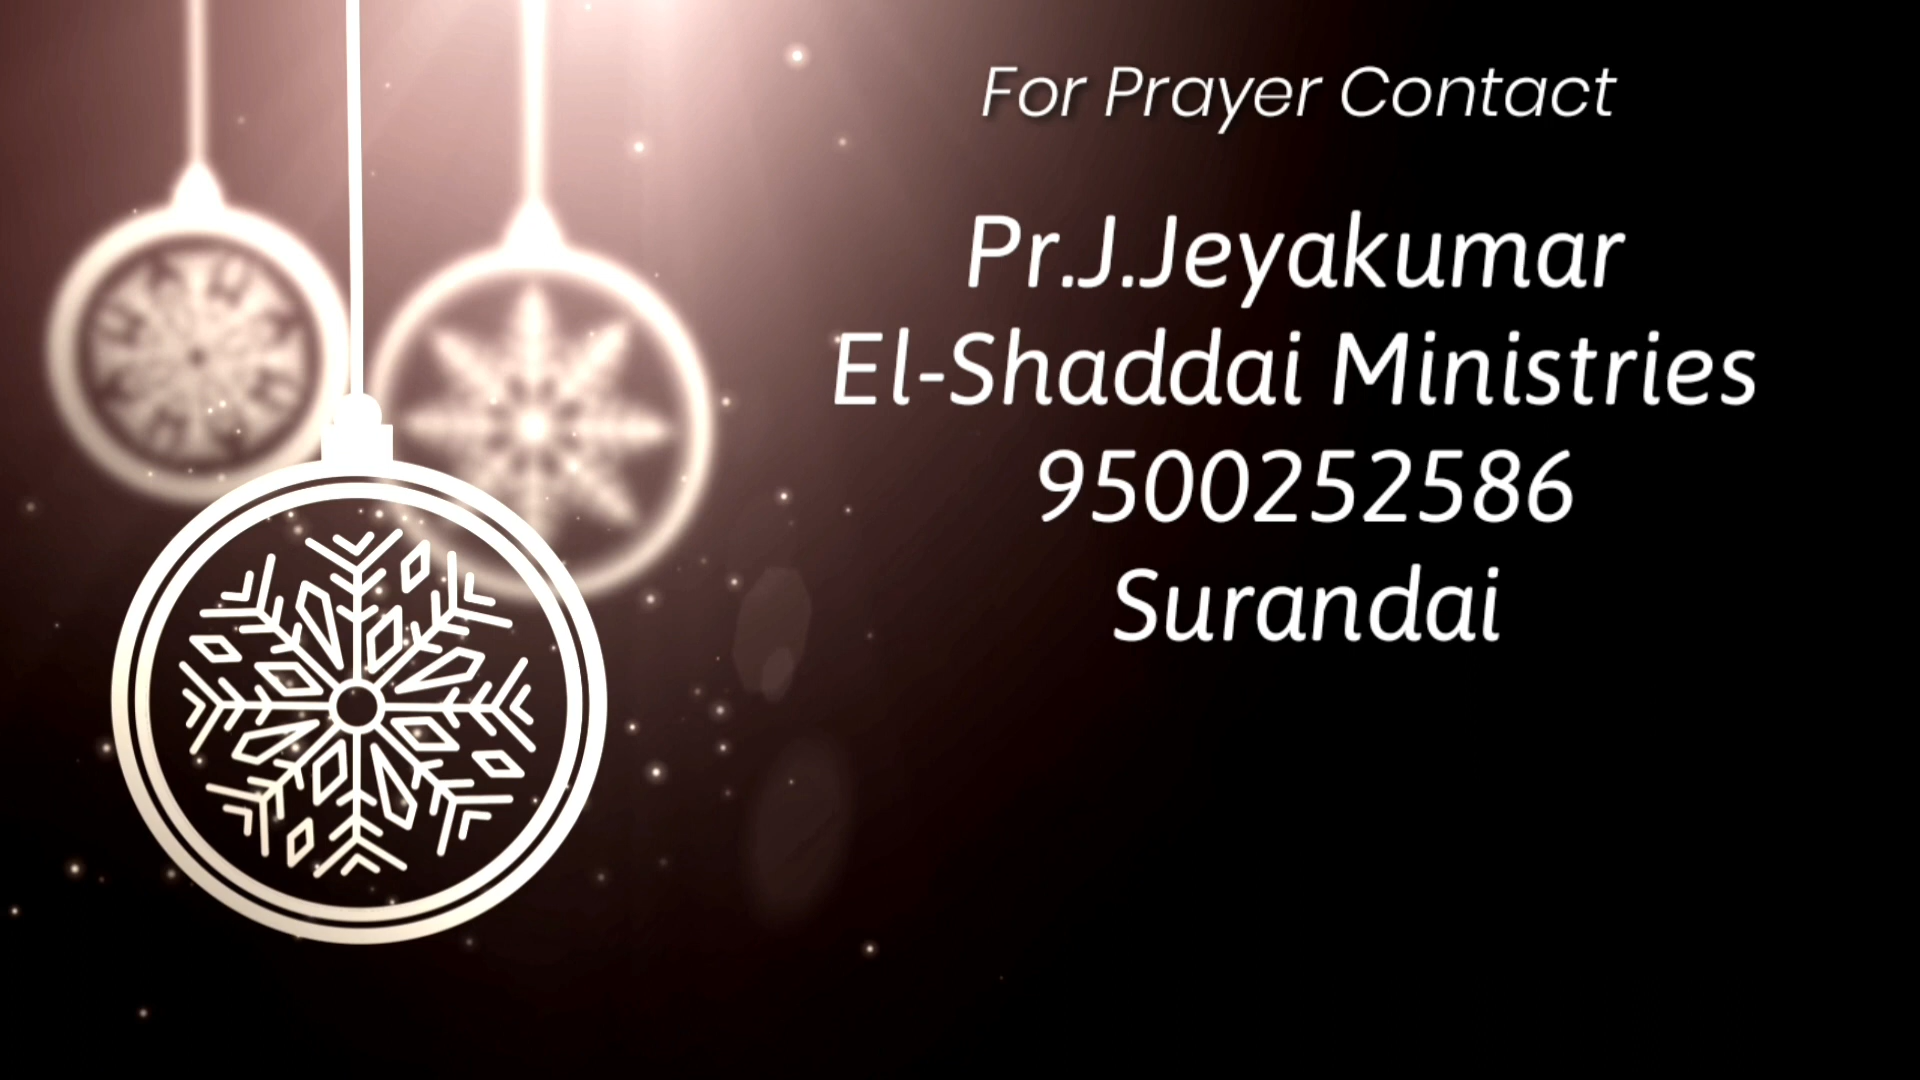 For Prayer Contact
Pr.J.Jeyakumar
El-Shaddai Ministries
9500252586
Surandai